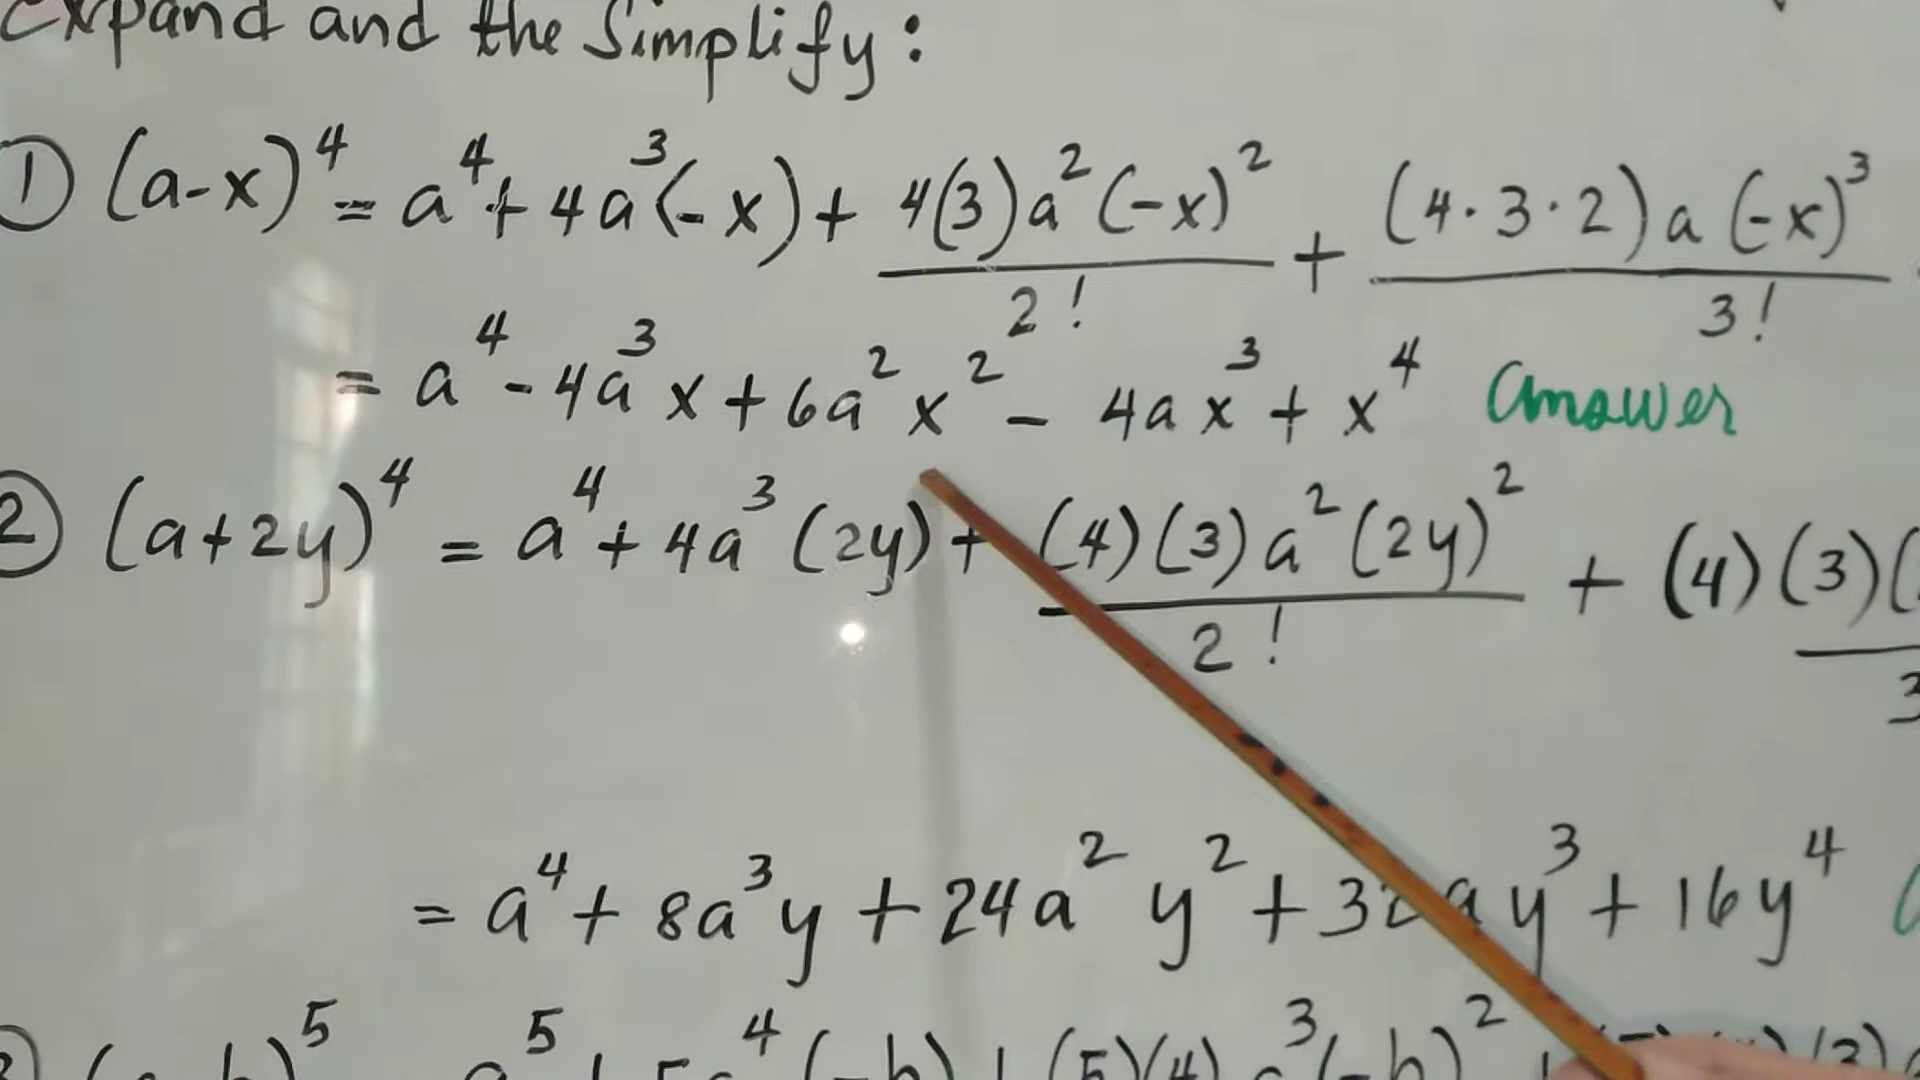 Expand and the Simplify:
① (a-x)⁴ = a⁴ + 4a³(-x) + 4(3)a²(-x)²/2! + (4·3·2)a(-x)³/3!
= a⁴ - 4a³x + 6a²x² - 4ax³ + x⁴ answer
② (a+2y)⁴ = a⁴ + 4a³(2y) + (4)(3)a²(2y)²/2! + (4)(3)(
= a⁴ + 8a³y + 24a²y² + 32ay³ + 16y⁴